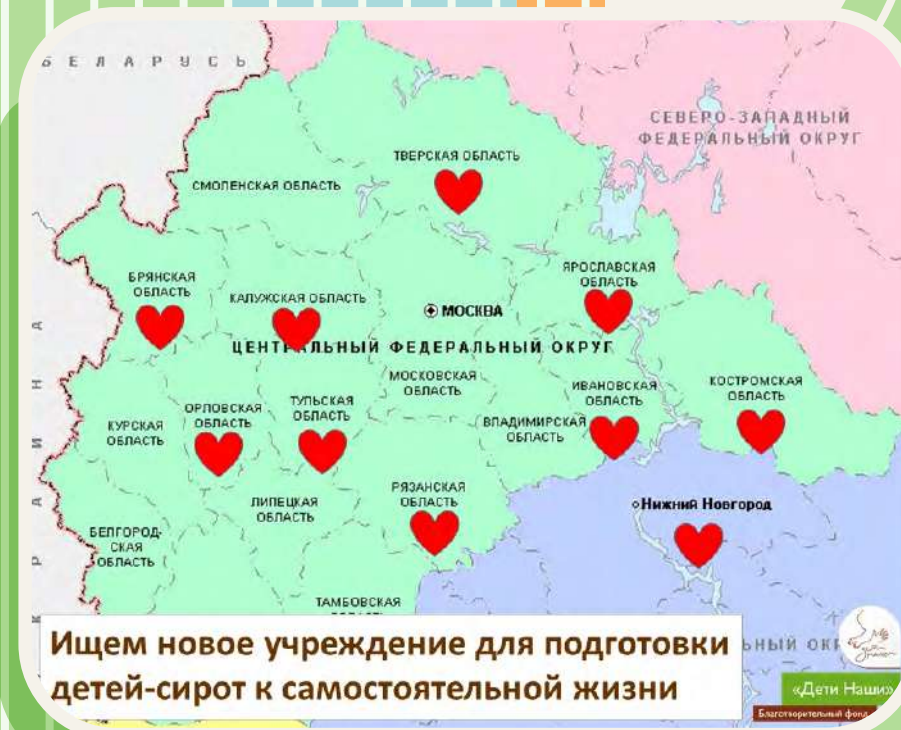 БЕЛАРУСЬ
СЕВЕРО-ЗАПАДНЫЙ
ФЕДЕРАЛЬНЫЙ ОКРУГ
ТВЕРСКАЯ ОБЛАСТЬ
СМОЛЕНСКАЯ ОБЛАСТЬ
БРЯНСКАЯ
ОБЛАСТЬ
КАЛУЖСКАЯ ОБЛАСТЬ
ЯРОСЛАВСКАЯ
ОБЛАСТЬ
МОСКВА
ЦЕНТРАЛЬНЫЙ ФЕДЕРАЛЬНЫЙ ОКРУГ
МОСКОВСКАЯ
ОБЛАСТЬ
ИВАНОВСКАЯ
ОБЛАСТЬ
КОСТРОМСКАЯ
ОБЛАСТЬ
КУРСКАЯ
ОБЛАСТЬ
ОРЛОВСКАЯ
ОБЛАСТЬ
ТУЛЬСКАЯ
ОБЛАСТЬ
ВЛАДИМИРСКАЯ
ОБЛАСТЬ
ЛИПЕЦКАЯ
ОБЛАСТЬ
РЯЗАНСКАЯ
ОБЛАСТЬ
Нижний Новгород
БЕЛГОРОД-
СКАЯ
ОБЛАСТЬ
ТАМБОВСКАЯ
УКРАИНА
Ищем новое учреждение для подготовки
детей-сирот к самостоятельной жизни
«Дети Наши»
Благотворительный фонд